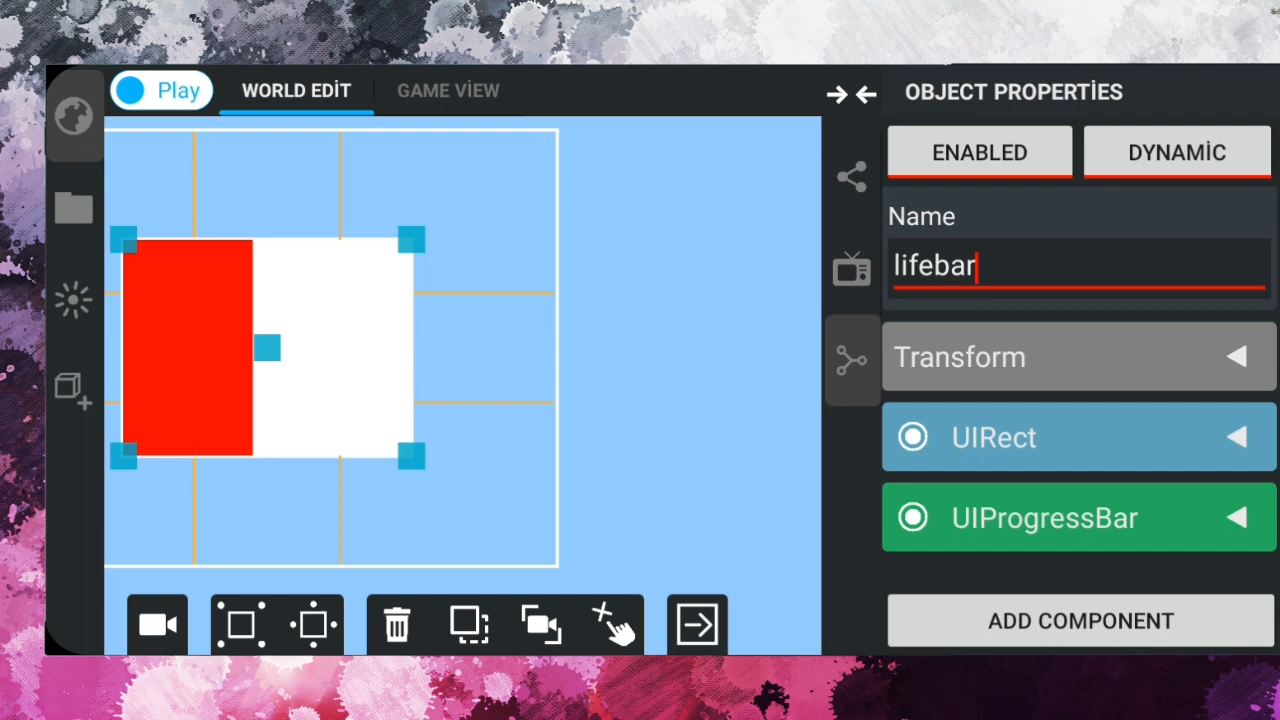 Play
WORLD EDİT
GAME VİEW
OBJECT PROPERTİES
ENABLED
DYNAMİC
Name
lifebar
Transform
UIRect
UIProgressBar
ADD COMPONENT